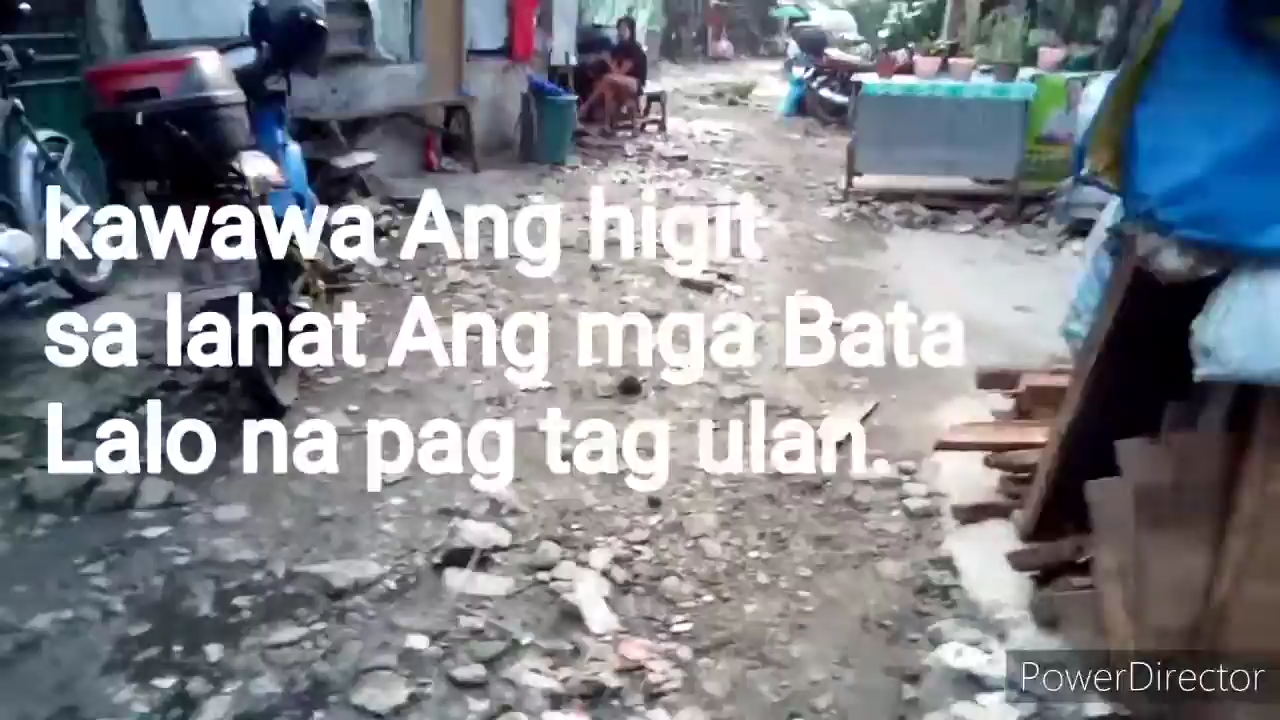 kawawa Ang higit
sa lahat Ang mga Bata
Lalo na pag tag ulan.
PowerDirector